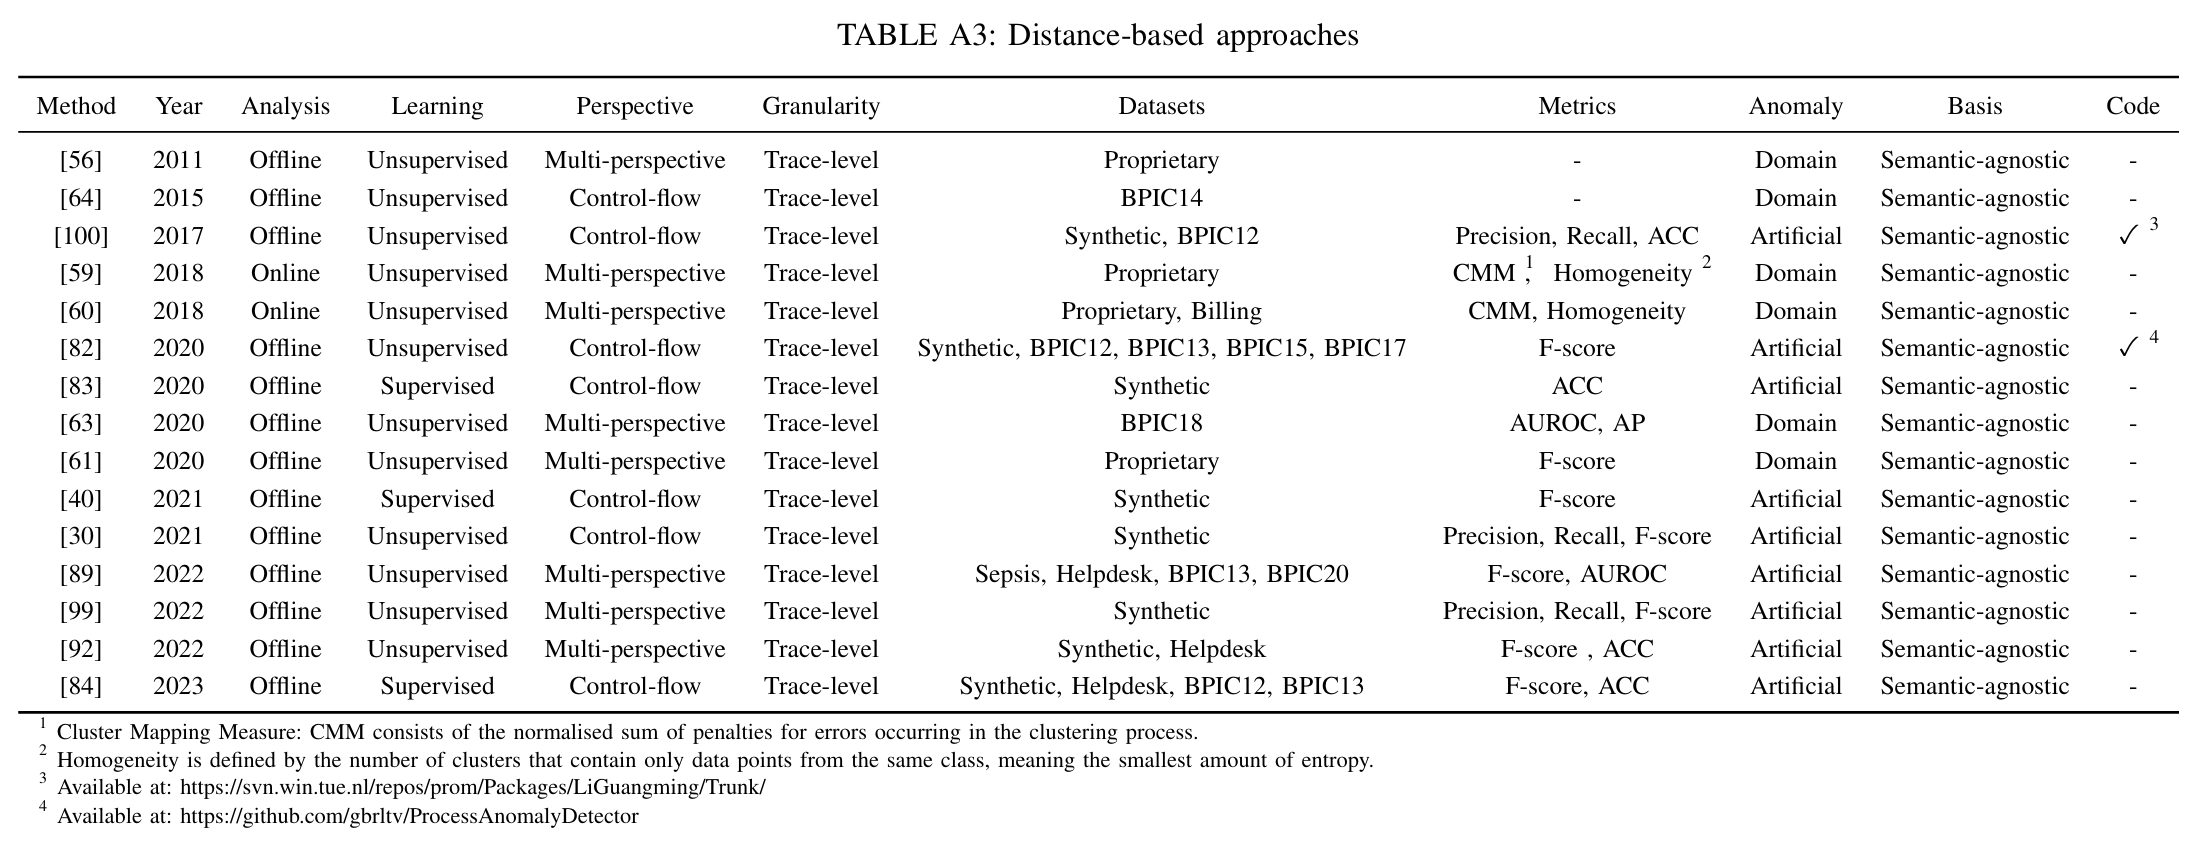 TABLE A3: Distance-based approaches
Method Year Analysis Learning Perspective Granularity Datasets Metrics Anomaly Basis Code
[56] 2011 Offline Unsupervised Multi-perspective Trace-level Proprietary - Domain Semantic-agnostic -
[64] 2015 Offline Unsupervised Control-flow Trace-level BPIC14 - Domain Semantic-agnostic -
[100] 2017 Offline Unsupervised Control-flow Trace-level Synthetic, BPIC12 Precision, Recall, ACC Artificial Semantic-agnostic ✓ 3
[59] 2018 Online Unsupervised Multi-perspective Trace-level Proprietary CMM 1, Homogeneity 2 Domain Semantic-agnostic -
[60] 2018 Online Unsupervised Multi-perspective Trace-level Proprietary, Billing CMM, Homogeneity Domain Semantic-agnostic -
[82] 2020 Offline Unsupervised Control-flow Trace-level Synthetic, BPIC12, BPIC13, BPIC15, BPIC17 F-score Artificial Semantic-agnostic ✓ 4
[83] 2020 Offline Supervised Control-flow Trace-level Synthetic ACC Artificial Semantic-agnostic -
[63] 2020 Offline Unsupervised Multi-perspective Trace-level BPIC18 AUROC, AP Domain Semantic-agnostic -
[61] 2020 Offline Unsupervised Multi-perspective Trace-level Proprietary F-score Domain Semantic-agnostic -
[40] 2021 Offline Supervised Control-flow Trace-level Synthetic F-score Artificial Semantic-agnostic -
[30] 2021 Offline Unsupervised Control-flow Trace-level Synthetic Precision, Recall, F-score Artificial Semantic-agnostic -
[89] 2022 Offline Unsupervised Multi-perspective Trace-level Sepsis, Helpdesk, BPIC13, BPIC20 F-score, AUROC Artificial Semantic-agnostic -
[99] 2022 Offline Unsupervised Multi-perspective Trace-level Synthetic Precision, Recall, F-score Artificial Semantic-agnostic -
[92] 2022 Offline Unsupervised Multi-perspective Trace-level Synthetic, Helpdesk F-score , ACC Artificial Semantic-agnostic -
[84] 2023 Offline Supervised Control-flow Trace-level Synthetic, Helpdesk, BPIC12, BPIC13 F-score, ACC Artificial Semantic-agnostic -
1 Cluster Mapping Measure: CMM consists of the normalised sum of penalties for errors occurring in the clustering process.
2 Homogeneity is defined by the number of clusters that contain only data points from the same class, meaning the smallest amount of entropy.
3 Available at: https://svn.win.tue.nl/repos/prom/Packages/LiGuangming/Trunk/
4 Available at: https://github.com/gbrltv/ProcessAnomalyDetector